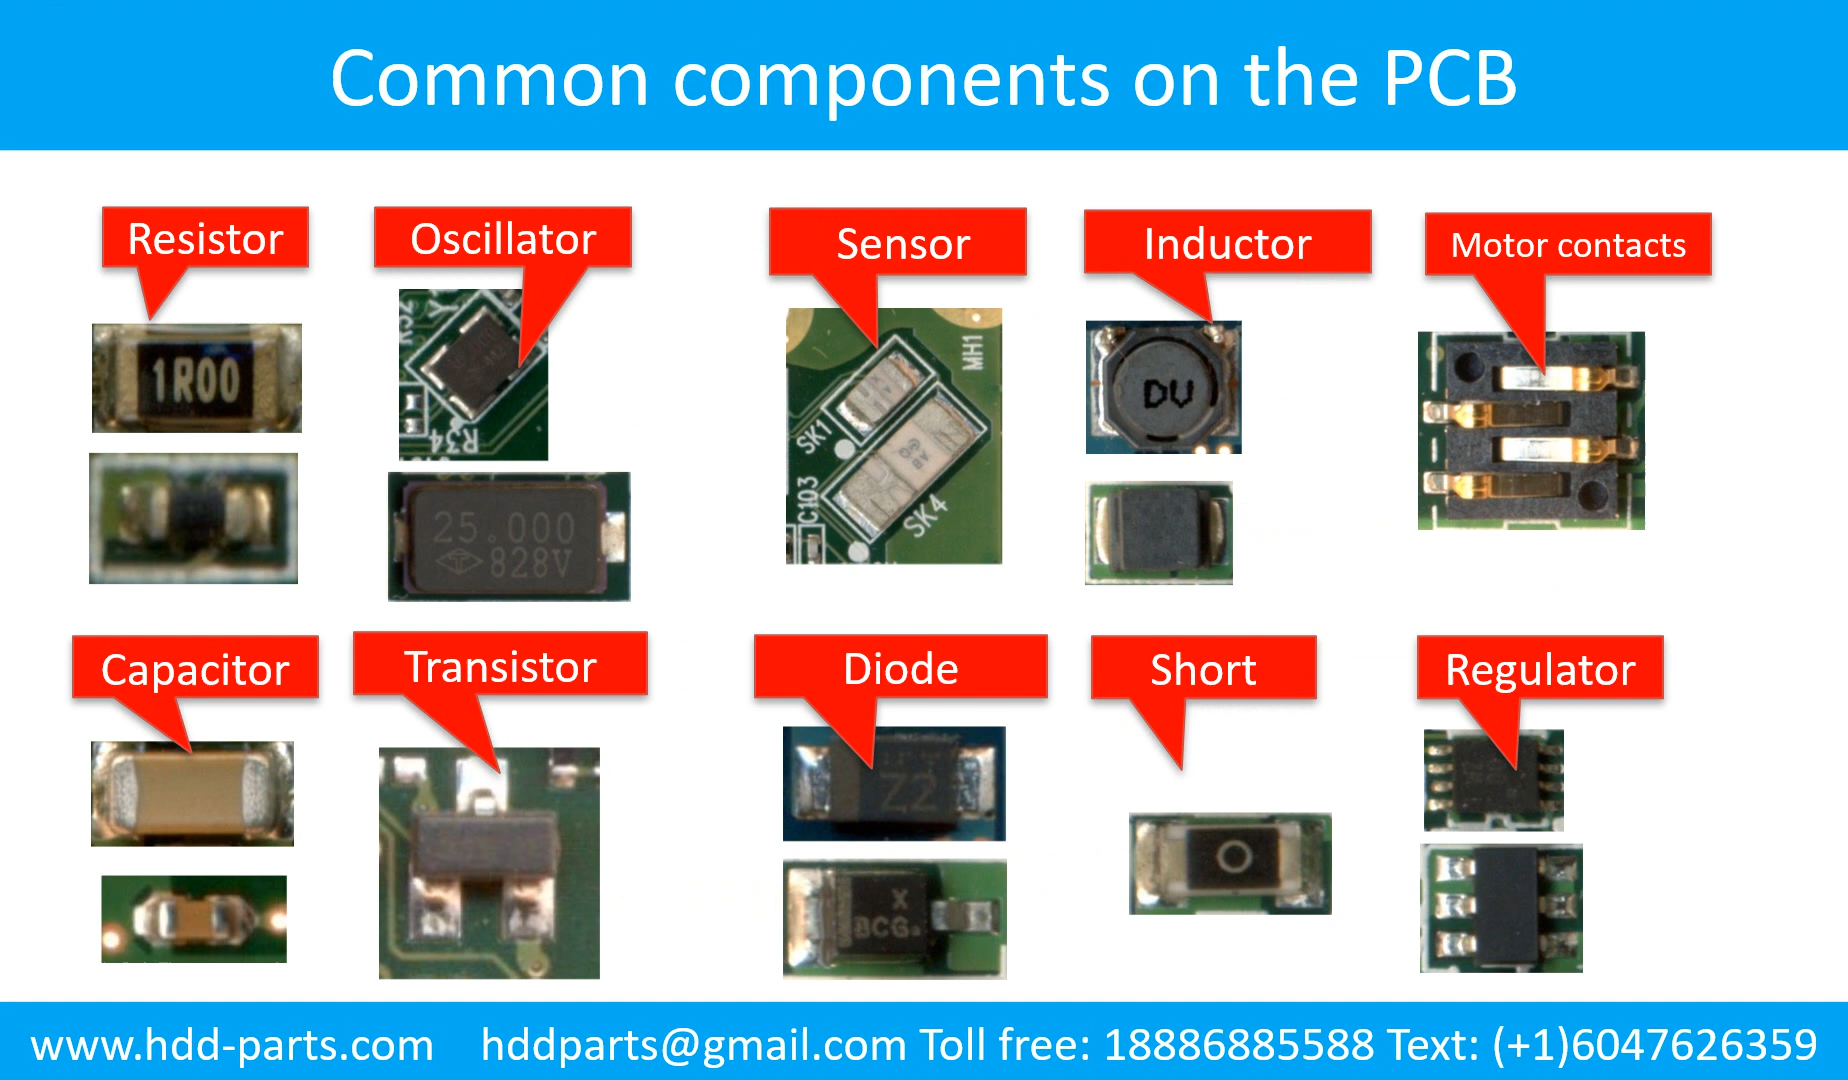 Common components on the PCB
Resistor
Oscillator
Sensor
Inductor
Motor contacts
1R00
R34
25.000
828V
MH1
SK1
SK4
C103
DV
Capacitor
Transistor
Diode
Short
Regulator
Z2
X
BCG
O
www.hdd-parts.com hddparts@gmail.com Toll free: 18886885588 Text: (+1)6047626359